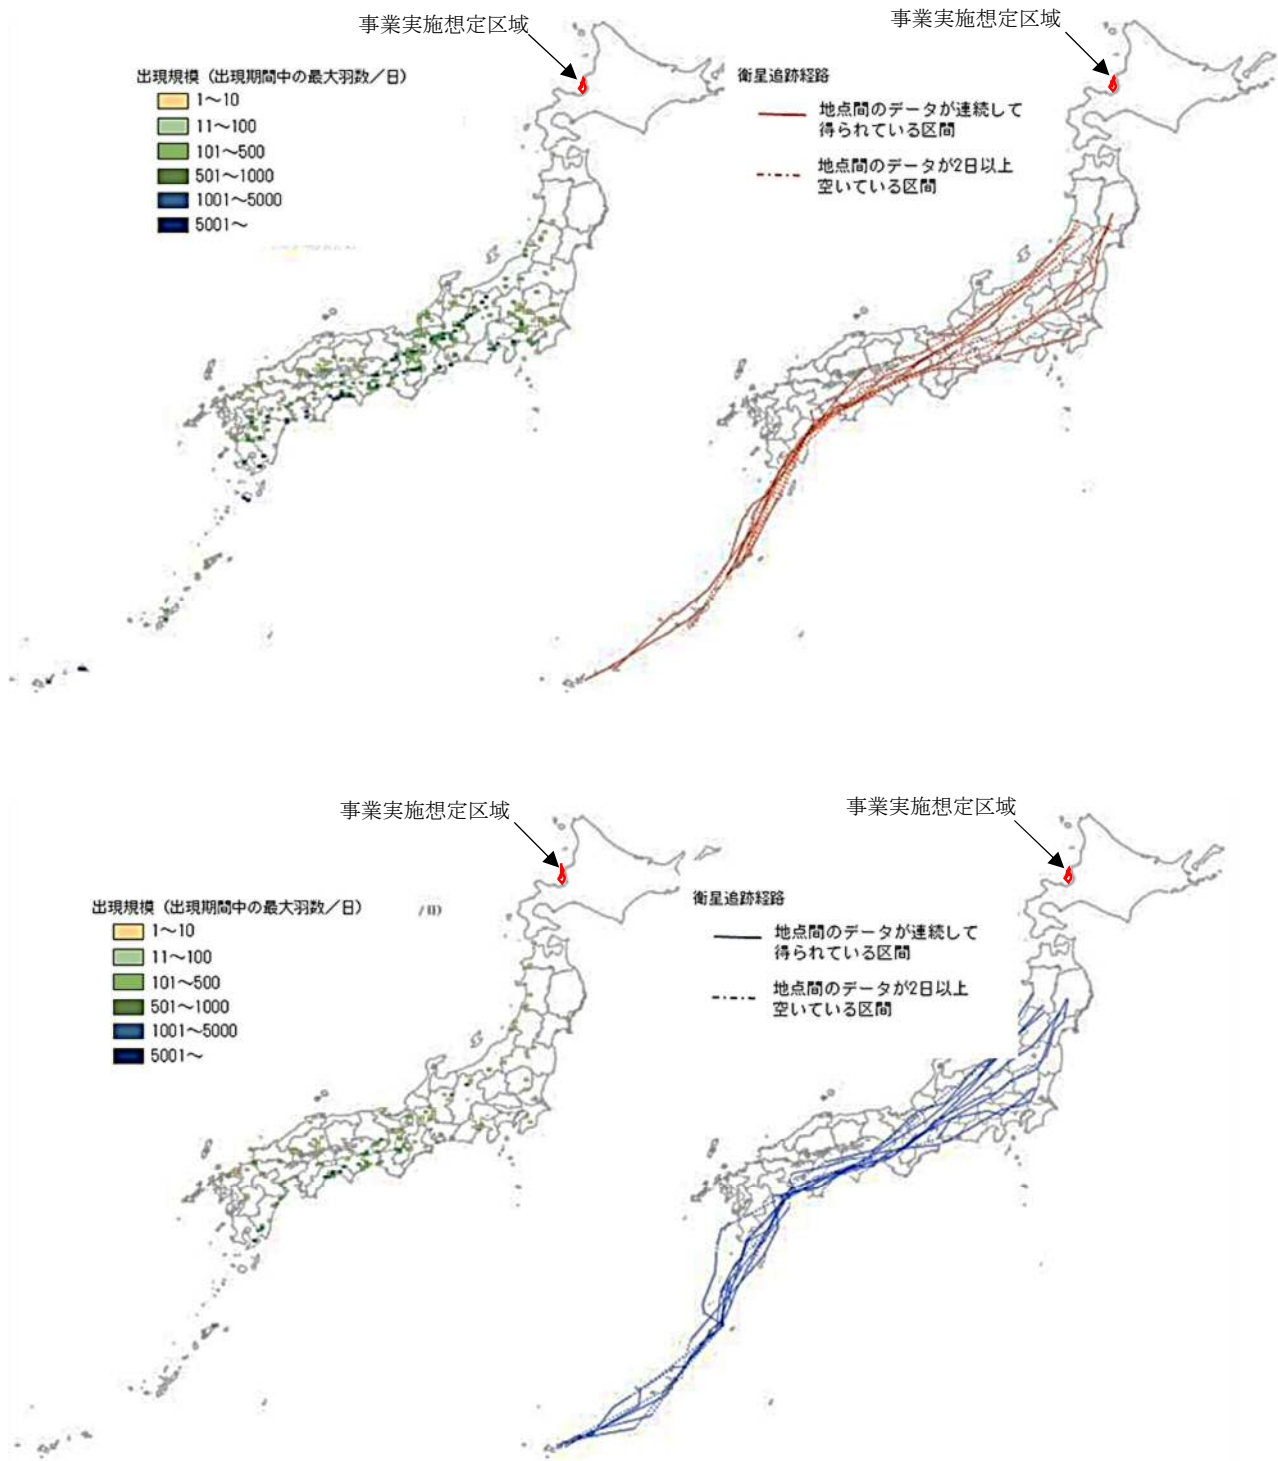 事業実施想定区域
出現規模（出現期間中の最大羽数／日）
1～10
11～100
101～500
501～1000
1001～5000
5001～
事業実施想定区域
衛星追跡経路
地点間のデータが連続して
得られている区間
地点間のデータが2日以上
空いている区間
事業実施想定区域
出現規模（出現期間中の最大羽数／日）
／日）
1～10
11～100
101～500
501～1000
1001～5000
5001～
事業実施想定区域
衛星追跡経路
地点間のデータが連続して
得られている区間
地点間のデータが2日以上
空いている区間